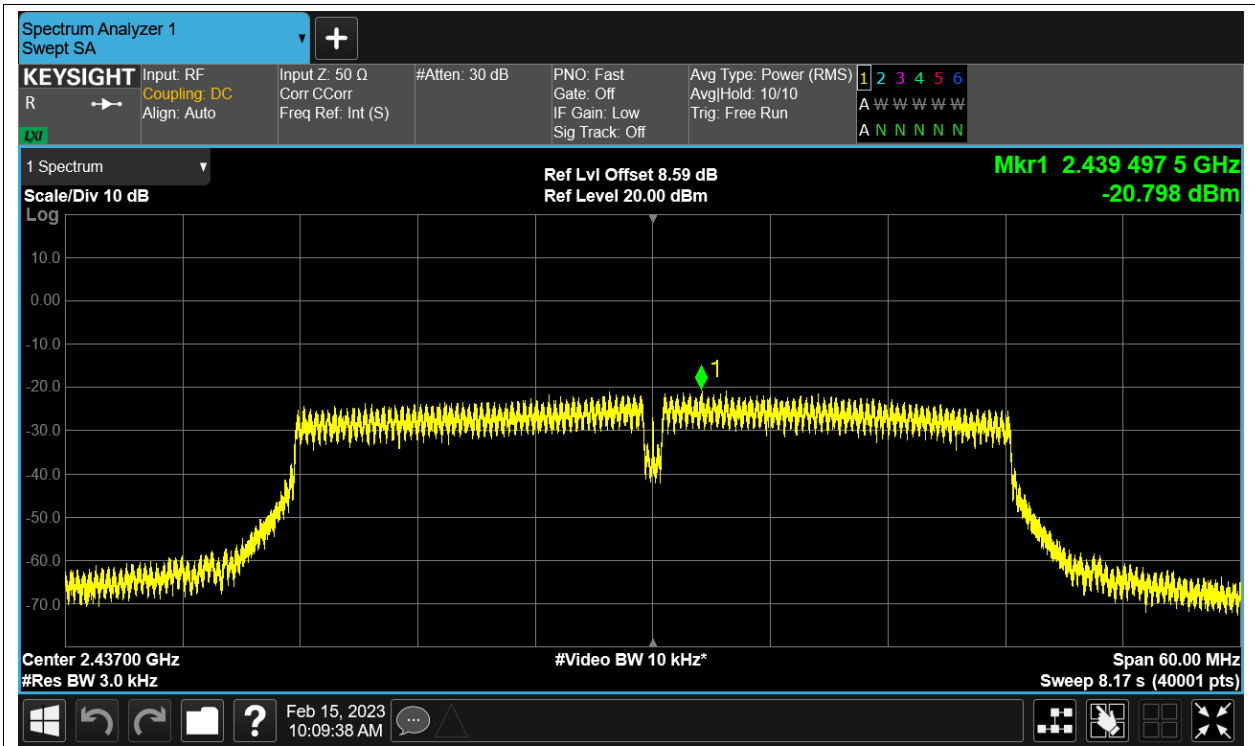 Spectrum Analyzer 1
Swept SA
KEYSIGHT
R
LXI
Input: RF
Coupling: DC
Align: Auto
Input Z: 50 Ω
Corr CCorr
Freq Ref: Int (S)
#Atten: 30 dB
PNO: Fast
Gate: Off
IF Gain: Low
Sig Track: Off
Avg Type: Power (RMS)
Avg|Hold: 10/10
Trig: Free Run
1 2 3 4 5 6
A W W W W W
A N N N N N
1 Spectrum
Scale/Div 10 dB
Log
Ref Lvl Offset 8.59 dB
Ref Level 20.00 dBm
Mkr1 2.439 497 5 GHz
-20.798 dBm
10.0
0.00
-10.0
-20.0
-30.0
-40.0
-50.0
-60.0
-70.0
1
Center 2.43700 GHz
#Res BW 3.0 kHz
#Video BW 10 kHz*
Span 60.00 MHz
Sweep 8.17 s (40001 pts)
?
Feb 15, 2023
10:09:38 AM